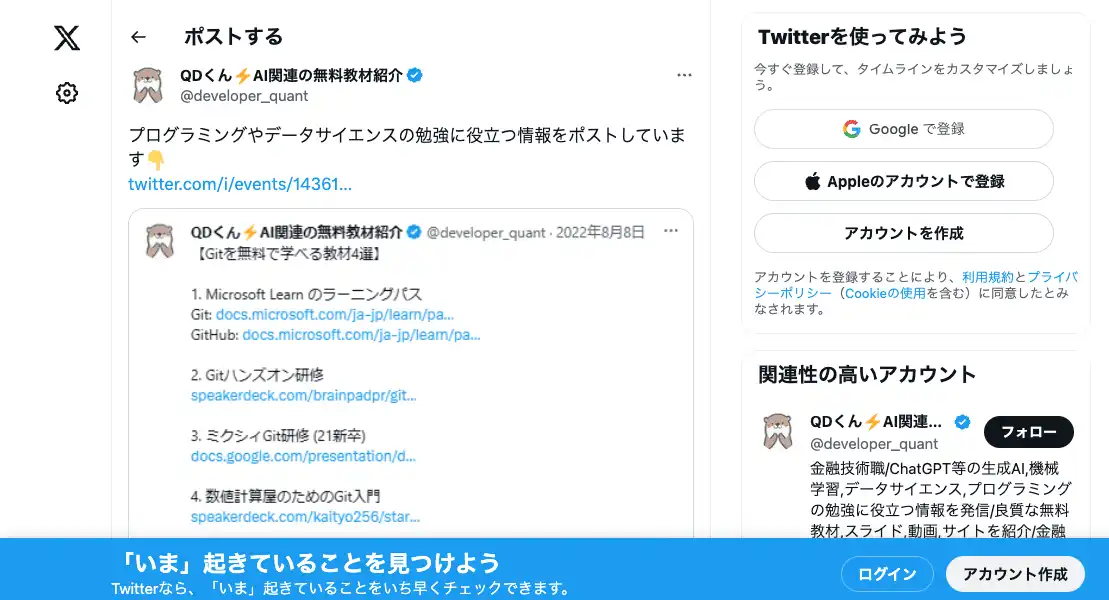 ポストする
QDくん⚡AI関連の無料教材紹介
@developer_quant
プログラミングやデータサイエンスの勉強に役立つ情報をポストしていま
す👇
twitter.com/i/events/14361...
QDくん⚡AI関連の無料教材紹介 @developer_quant · 2022年8月8日
【Gitを無料で学べる教材4選】
1. Microsoft Learn のラーニングパス
Git: docs.microsoft.com/ja-jp/learn/pa...
GitHub: docs.microsoft.com/ja-jp/learn/pa...
2. Gitハンズオン研修
speakerdeck.com/brainpadpr/git...
3. ミクシィGit研修 (21新卒)
docs.google.com/presentation/d...
4. 数値計算屋のためのGit入門
speakerdeck.com/kaityo256/star...
Twitterを使ってみよう
今すぐ登録して、タイムラインをカスタマイズしましょ
う。
Google で登録
Appleのアカウントで登録
アカウントを作成
アカウントを登録することにより、利用規約とプライバ
シーポリシー（Cookieの使用を含む）に同意したとみ
なされます。
関連性の高いアカウント
QDくん⚡AI関連...
@developer_quant
フォロー
金融技術職/ChatGPT等の生成AI,機械
学習,データサイエンス,プログラミング
の勉強に役立つ情報を発信/良質な無料
教材,スライド,動画,サイトを紹介/金融
「いま」起きていることを見つけよう
Twitterなら、「いま」起きていることをいち早くチェックできます。
ログイン
アカウント作成